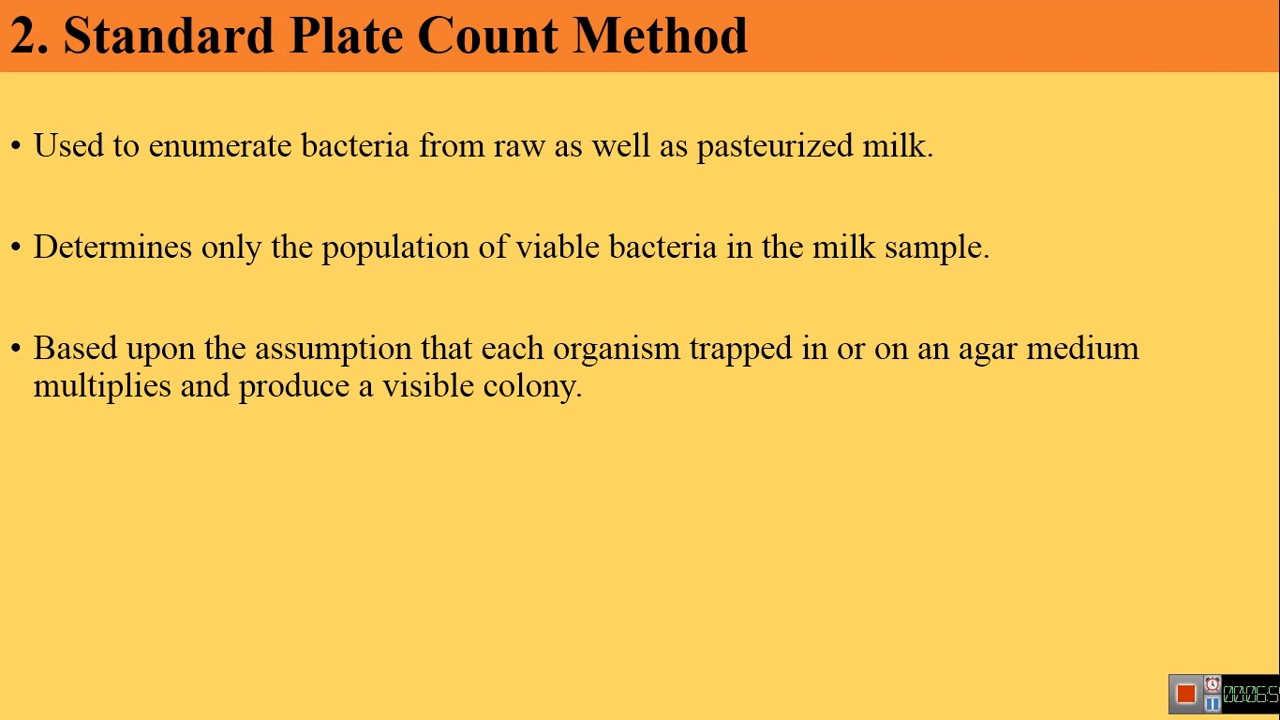 2. Standard Plate Count Method
• Used to enumerate bacteria from raw as well as pasteurized milk.
• Determines only the population of viable bacteria in the milk sample.
• Based upon the assumption that each organism trapped in or on an agar medium
multiplies and produce a visible colony.